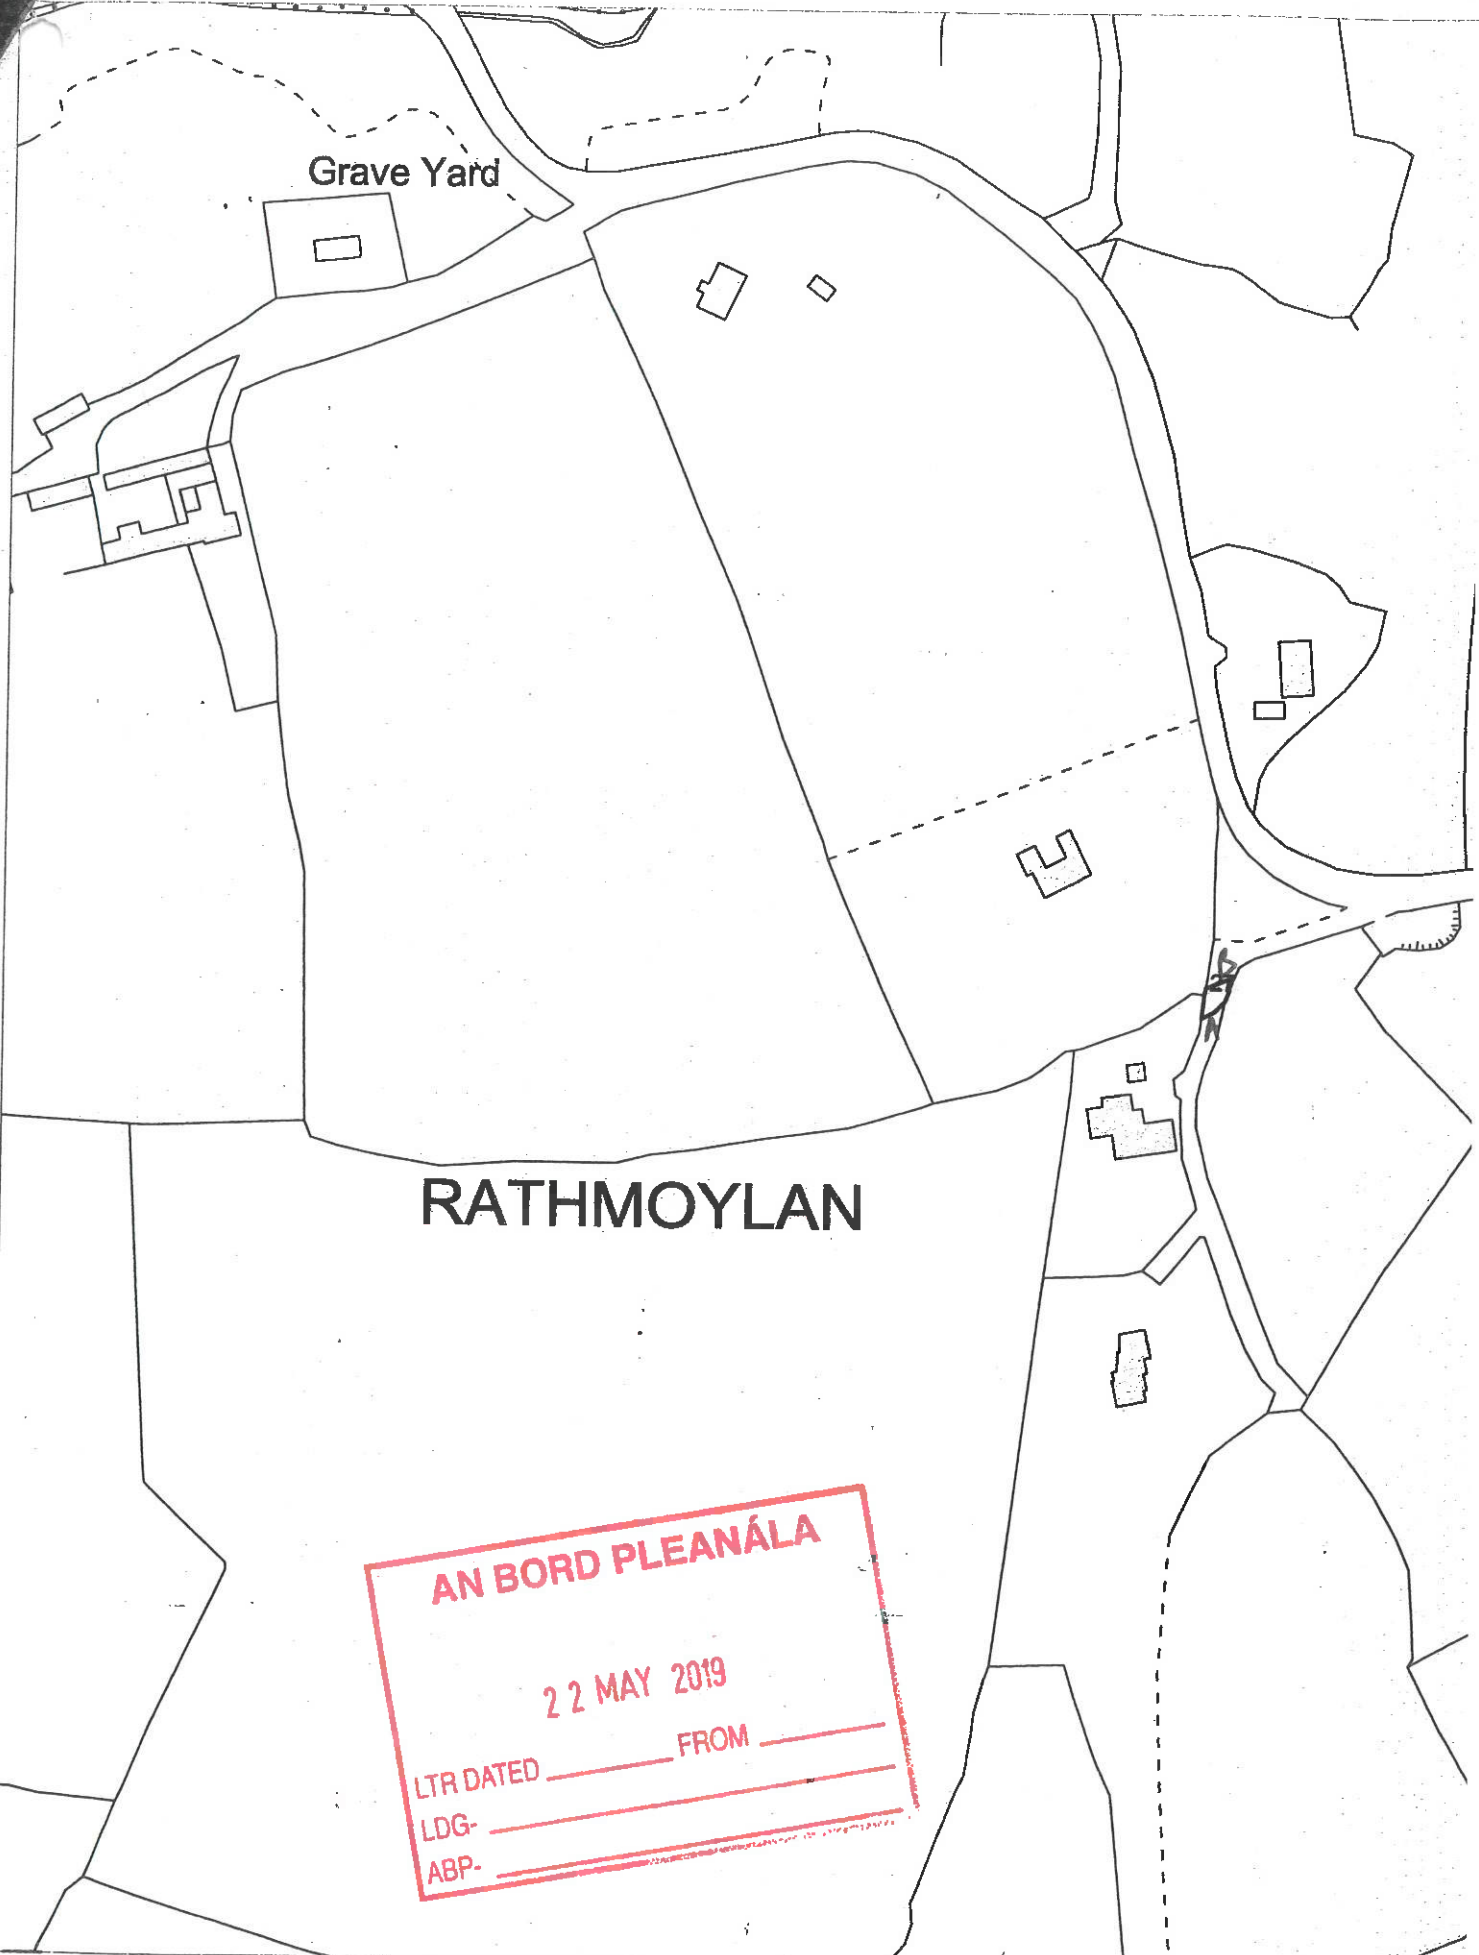 Grave Yard
RATHMOYLAN
AN BORD PLEANÁLA
22 MAY 2019
LTR DATED FROM
LDG-
ABP-